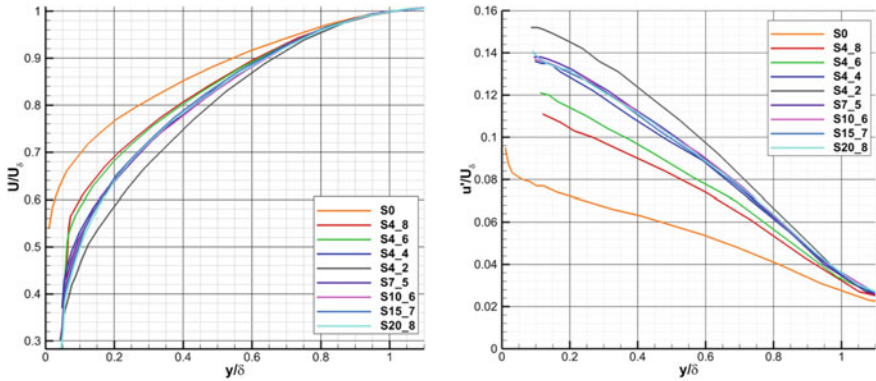 1
0.9
0.8
0.7
0.6
0.5
0.4
0.3
U/Uδ
0
0.2
0.4
0.6
0.8
1
y/δ
S0
S4_8
S4_6
S4_4
S4_2
S7_5
S10_6
S15_7
S20_8
0.16
0.14
0.12
0.1
0.08
0.06
0.04
0.02
0
u'/Uδ
0
0.2
0.4
0.6
0.8
1
y/δ
S0
S4_8
S4_6
S4_4
S4_2
S7_5
S10_6
S15_7
S20_8